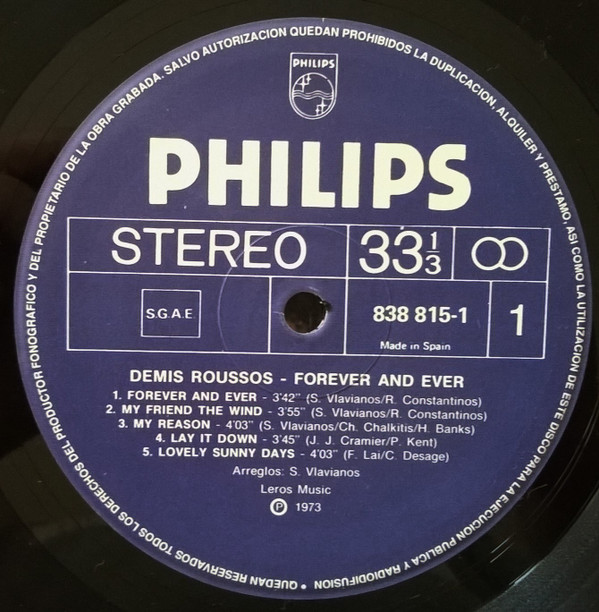 QUEDAN RESERVADOS TODOS LOS DERECHOS DEL PRODUCTOR FONOGRAFICO Y DEL PROPIETARIO DE LA OBRA GRABADA. SALVO AUTORIZACION QUEDAN PROHIBIDOS LA DUPLICACION, ALQUILER Y PRESTAMO, ASI COMO LA UTILIZACION DE ESTE DISCO PARA LA EJECUCION PUBLICA Y RADIODIFUSION •
PHILIPS
PHILIPS
STEREO 33 1/3
S.G.A.E 838 815-1 1
Made in Spain
DEMIS ROUSSOS - FOREVER AND EVER
1. FOREVER AND EVER - 3'42" (S. Vlavianos/R. Constantinos)
2. MY FRIEND THE WIND - 3'55" (S. Vlavianos/R. Constantinos)
3. MY REASON - 4'03" (S. Vlavianos/Ch. Chalkitis/H. Banks)
4. LAY IT DOWN - 3'45" (J. J. Cramier/P. Kent)
5. LOVELY SUNNY DAYS - 4'03" (F. Lai/C. Desage)
Arreglos: S. Vlavianos
Leros Music
Ⓟ 1973